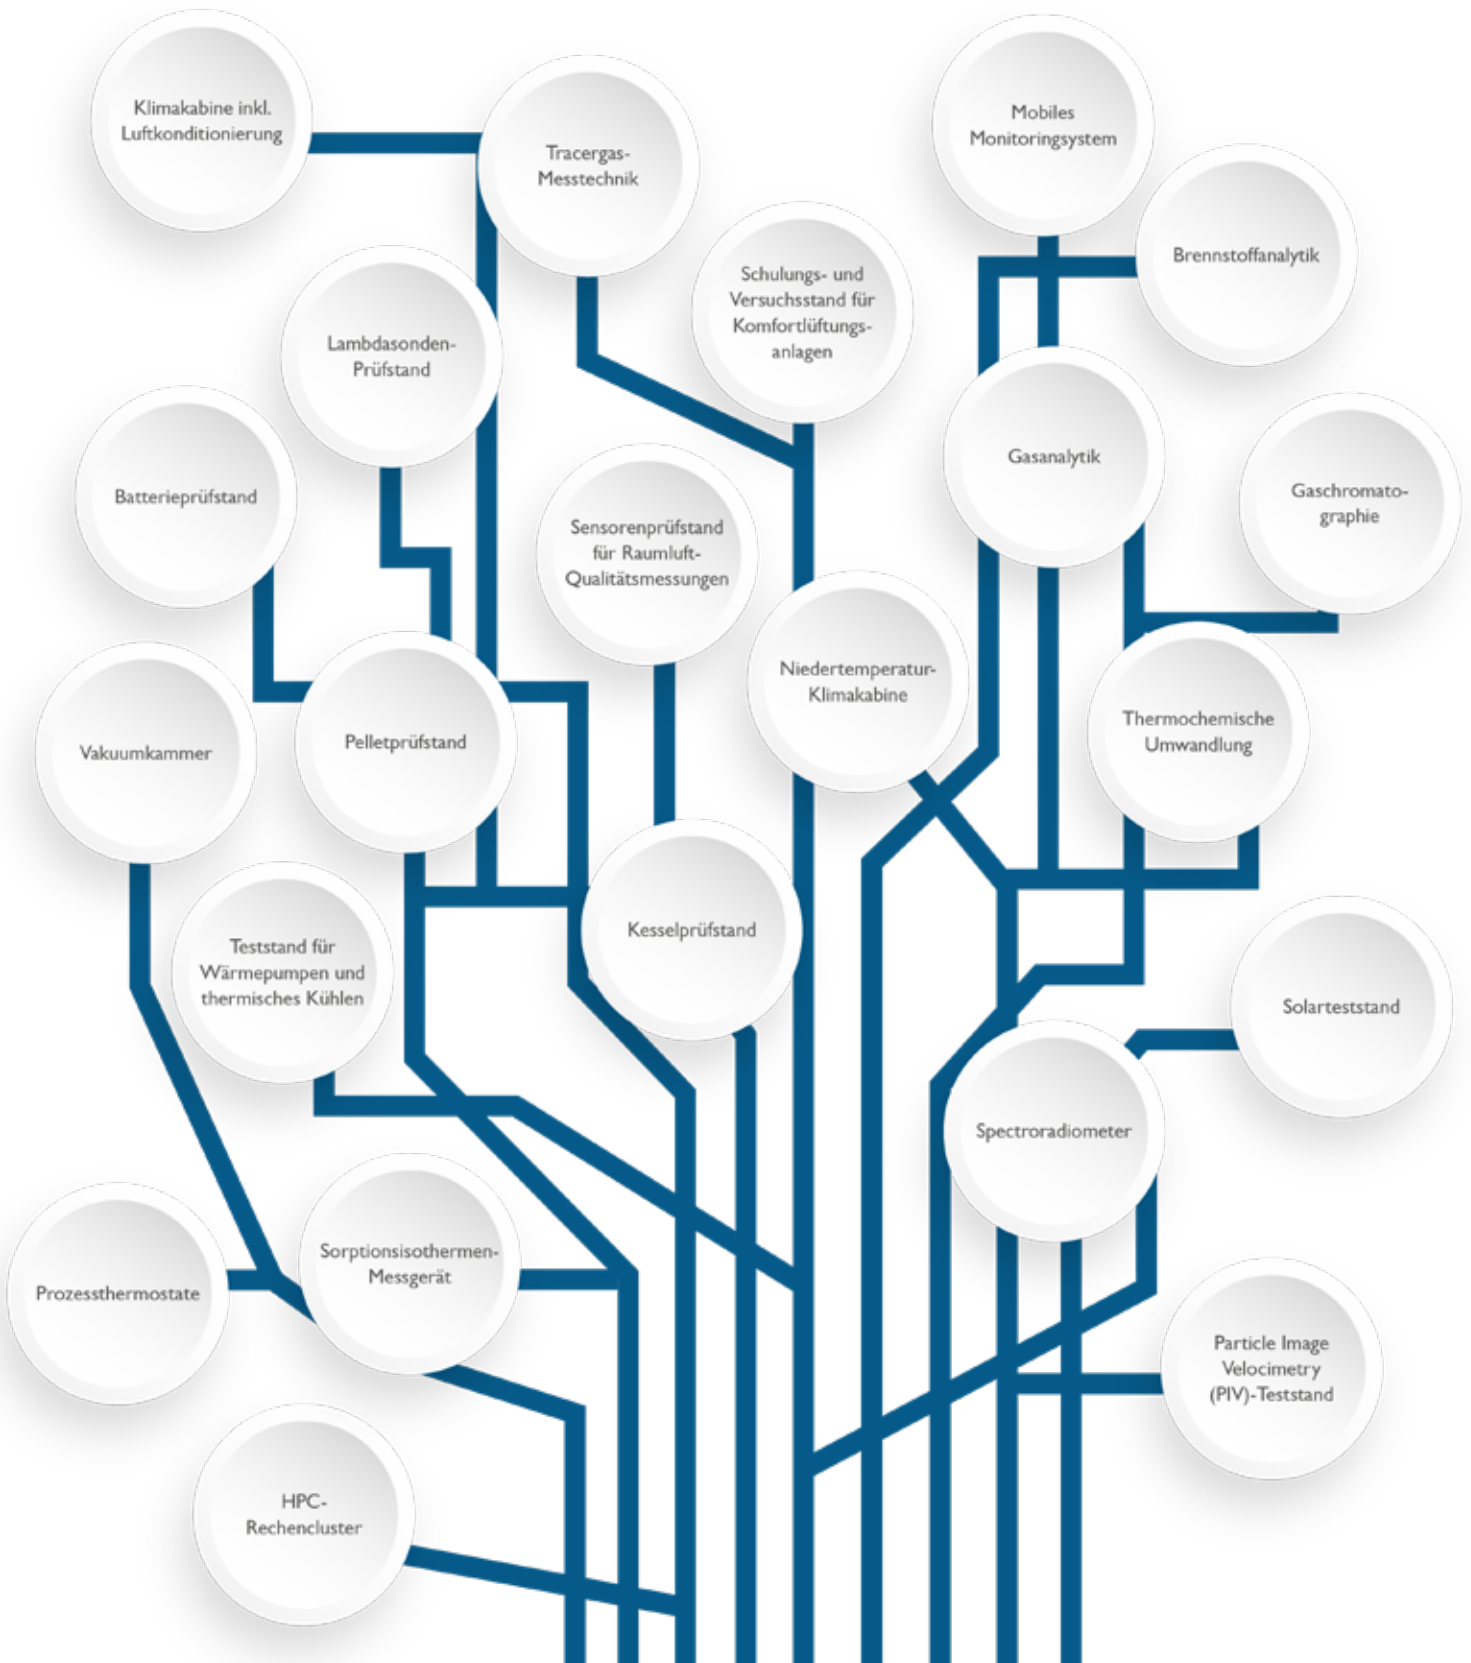 Klimakabine inkl.
Luftkonditionierung
Tracergas-
Messtechnik
Mobiles
Monitoringsystem
Brennstoffanalytik
Schulungs- und
Versuchsstand für
Komfortlüftungs-
anlagen
Lambdasonden-
Prüfstand
Gasanalytik
Batterieprüfstand
Gaschromato-
graphie
Sensorenprüfstand
für Raumluft-
Qualitätsmessungen
Niedertemperatur-
Klimakabine
Thermochemische
Umwandlung
Vakuumkammer
Pelletprüfstand
Kesselprüfstand
Teststand für
Wärmepumpen und
thermisches Kühlen
Solarteststand
Spectroradiometer
Sorptionsisothermen-
Messgerät
Prozessthermostate
Particle Image
Velocimetry
(PIV)-Teststand
HPC-
Rechencluster